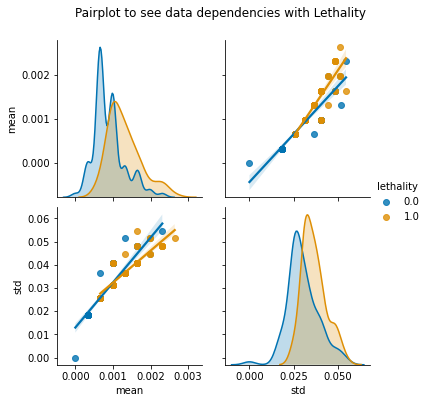 Pairplot to see data dependencies with Lethality
mean
0.002
0.001
0.000
lethality
0.0
1.0
std
0.06
0.05
0.04
0.03
0.02
0.01
0.00
0.000 0.001 0.002 0.003
mean
0.000 0.025 0.050
std